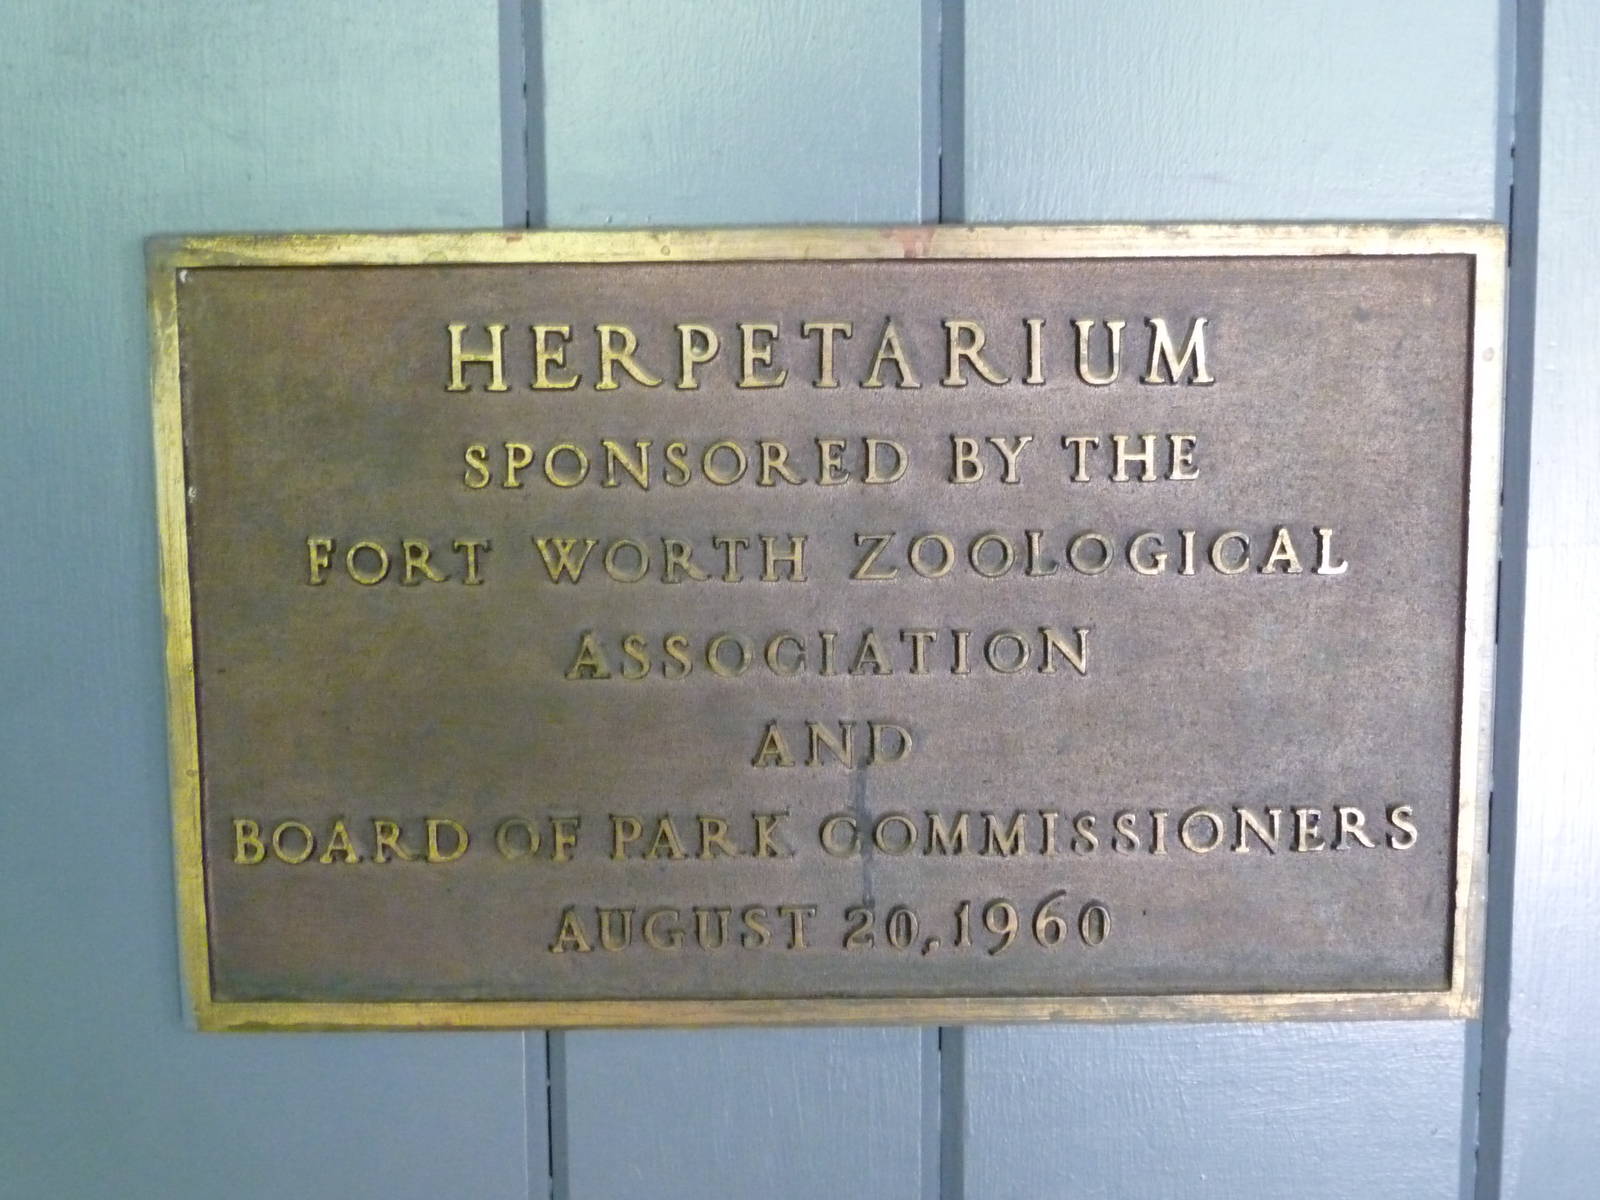 HERPETARIUM
SPONSORED BY THE
FORT WORTH ZOOLOGICAL
ASSOCIATION
AND
BOARD OF PARK COMMISSIONERS
AUGUST 20, 1960